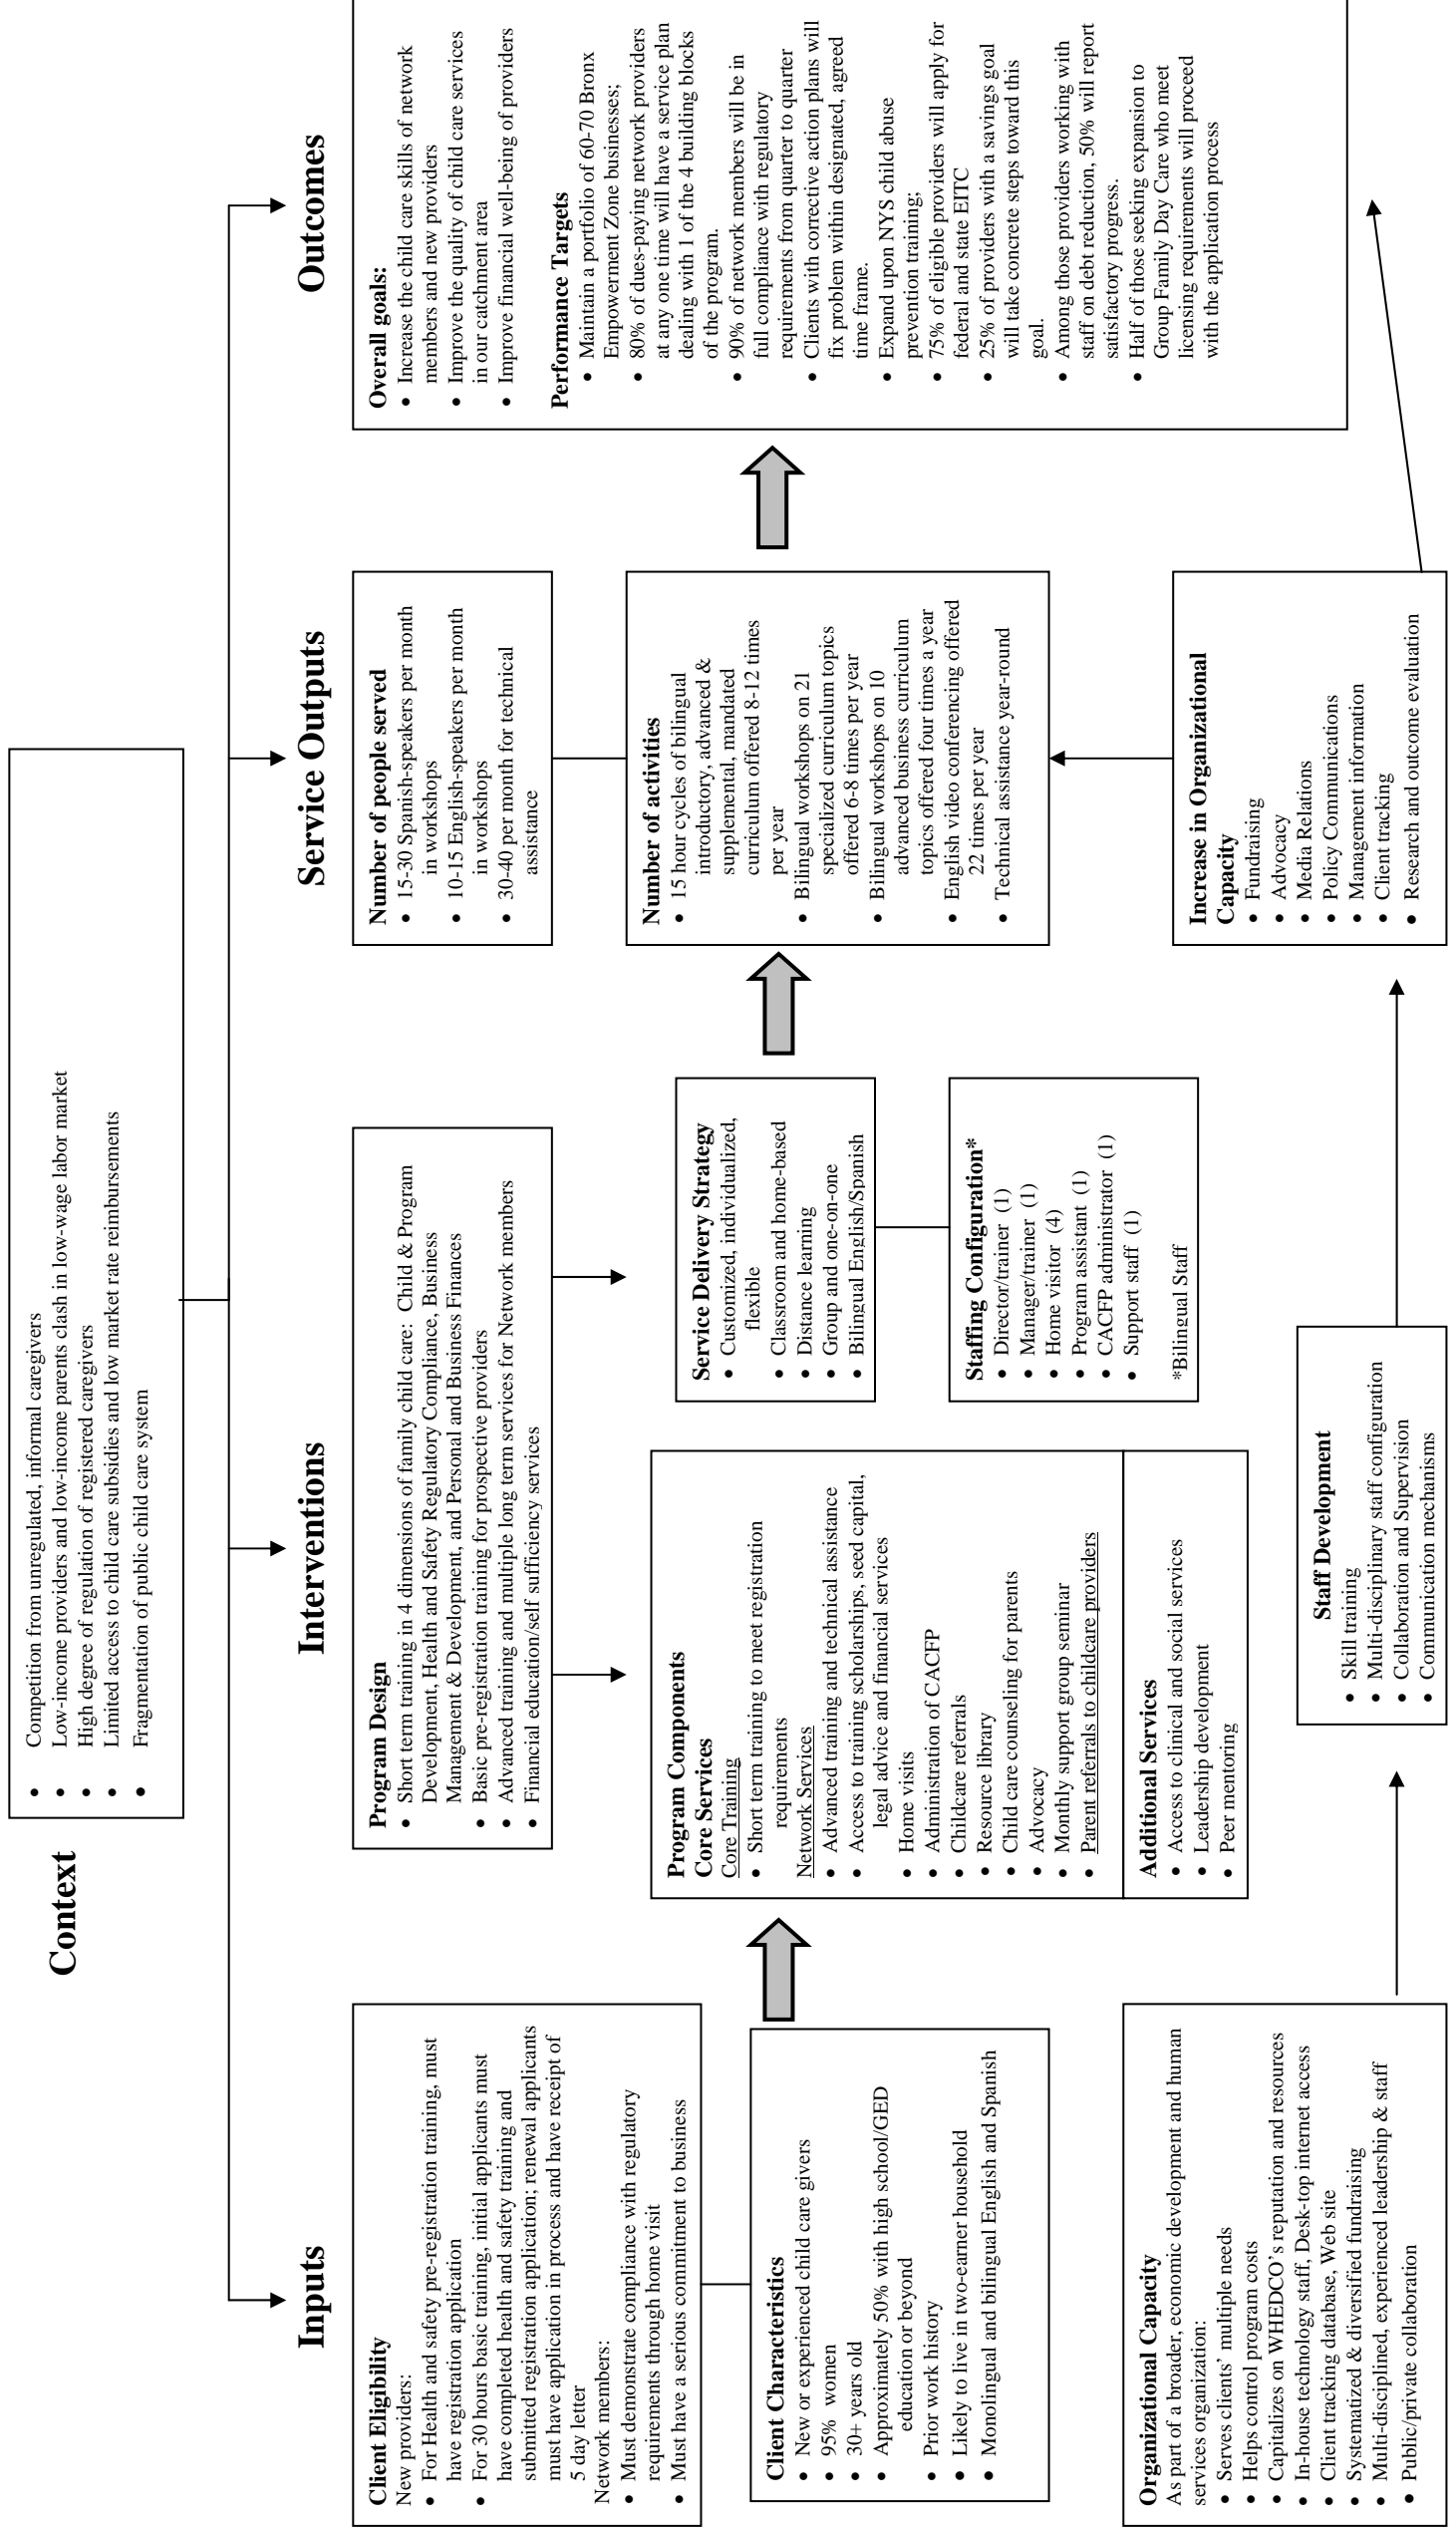 Context
• Competition from unregulated, informal caregivers
• Low-income providers and low-income parents clash in low-wage labor market
• High degree of regulation of registered caregivers
• Limited access to child care subsidies and low market rate reimbursements
• Fragmentation of public child care system
Inputs
Interventions
Service Outputs
Outcomes
Client Eligibility
New providers:
• For Health and safety pre-registration training, must
have registration application
• For 30 hours basic training, initial applicants must
have completed health and safety training and
submitted registration application; renewal applicants
must have application in process and have receipt of
5 day letter
Network members:
• Must demonstrate compliance with regulatory
requirements through home visit
• Must have a serious commitment to business
Client Characteristics
• New or experienced child care givers
• 95% women
• 30+ years old
• Approximately 50% with high school/GED
education or beyond
• Prior work history
• Likely to live in two-earner household
• Monolingual and bilingual English and Spanish
Organizational Capacity
As part of a broader, economic development and human
services organization:
• Serves clients’ multiple needs
• Helps control program costs
• Capitalizes on WHEDCO’s reputation and resources
• In-house technology staff, Desk-top internet access
• Client tracking database, Web site
• Systematized & diversified fundraising
• Multi-disciplined, experienced leadership & staff
• Public/private collaboration
Program Design
• Short term training in 4 dimensions of family child care: Child & Program
Development, Health and Safety Regulatory Compliance, Business
Management & Development, and Personal and Business Finances
• Basic pre-registration training for prospective providers
• Advanced training and multiple long term services for Network members
• Financial education/self sufficiency services
Program Components
Core Services
Core Training
• Short term training to meet registration
requirements
Network Services
• Advanced training and technical assistance
• Access to training scholarships, seed capital,
legal advice and financial services
• Home visits
• Administration of CACFP
• Childcare referrals
• Resource library
• Child care counseling for parents
• Advocacy
• Monthly support group seminar
• Parent referrals to childcare providers
Additional Services
• Access to clinical and social services
• Leadership development
• Peer mentoring
Service Delivery Strategy
• Customized, individualized,
flexible
• Classroom and home-based
• Distance learning
• Group and one-on-one
• Bilingual English/Spanish
Staffing Configuration*
• Director/trainer (1)
• Manager/trainer (1)
• Home visitor (4)
• Program assistant (1)
• CACFP administrator (1)
• Support staff (1)
*Bilingual Staff
Staff Development
• Skill training
• Multi-disciplinary staff configuration
• Collaboration and Supervision
• Communication mechanisms
Number of people served
• 15-30 Spanish-speakers per month
in workshops
• 10-15 English-speakers per month
in workshops
• 30-40 per month for technical
assistance
Number of activities
• 15 hour cycles of bilingual
introductory, advanced &
supplemental, mandated
curriculum offered 8-12 times
per year
• Bilingual workshops on 21
specialized curriculum topics
offered 6-8 times per year
• Bilingual workshops on 10
advanced business curriculum
topics offered four times a year
• English video conferencing offered
22 times per year
• Technical assistance year-round
Increase in Organizational
Capacity
• Fundraising
• Advocacy
• Media Relations
• Policy Communications
• Management information
• Client tracking
• Research and outcome evaluation
Overall goals:
• Increase the child care skills of network
members and new providers
• Improve the quality of child care services
in our catchment area
• Improve financial well-being of providers
Performance Targets
• Maintain a portfolio of 60-70 Bronx
Empowerment Zone businesses;
• 80% of dues-paying network providers
at any one time will have a service plan
dealing with 1 of the 4 building blocks
of the program.
• 90% of network members will be in
full compliance with regulatory
requirements from quarter to quarter
• Clients with corrective action plans will
fix problem within designated, agreed
time frame.
• Expand upon NYS child abuse
prevention training;
• 75% of eligible providers will apply for
federal and state EITC
• 25% of providers with a savings goal
will take concrete steps toward this
goal.
• Among those providers working with
staff on debt reduction, 50% will report
satisfactory progress.
• Half of those seeking expansion to
Group Family Day Care who meet
licensing requirements will proceed
with the application process